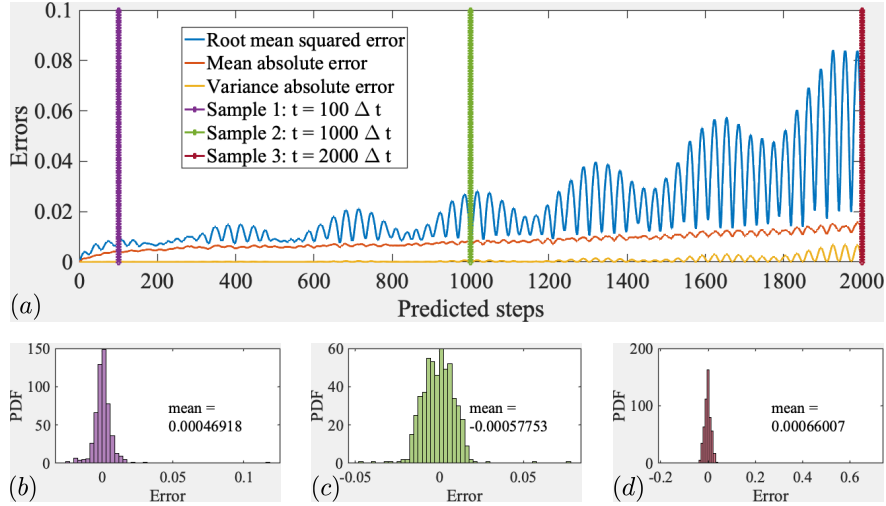 0.1
0.08
0.06
0.04
0.02
0
Errors
Root mean squared error
Mean absolute error
Variance absolute error
Sample 1: t = 100 Δ t
Sample 2: t = 1000 Δ t
Sample 3: t = 2000 Δ t
0 200 400 600 800 1000 1200 1400 1600 1800 2000
Predicted steps
(a)
150
100
50
0
PDF
mean =
0.00046918
0 0.05 0.1
Error
(b)
60
40
20
0
PDF
mean =
-0.00057753
-0.05 0 0.05
Error
(c)
200
100
0
PDF
mean =
0.00066007
-0.2 0 0.2 0.4 0.6
Error
(d)